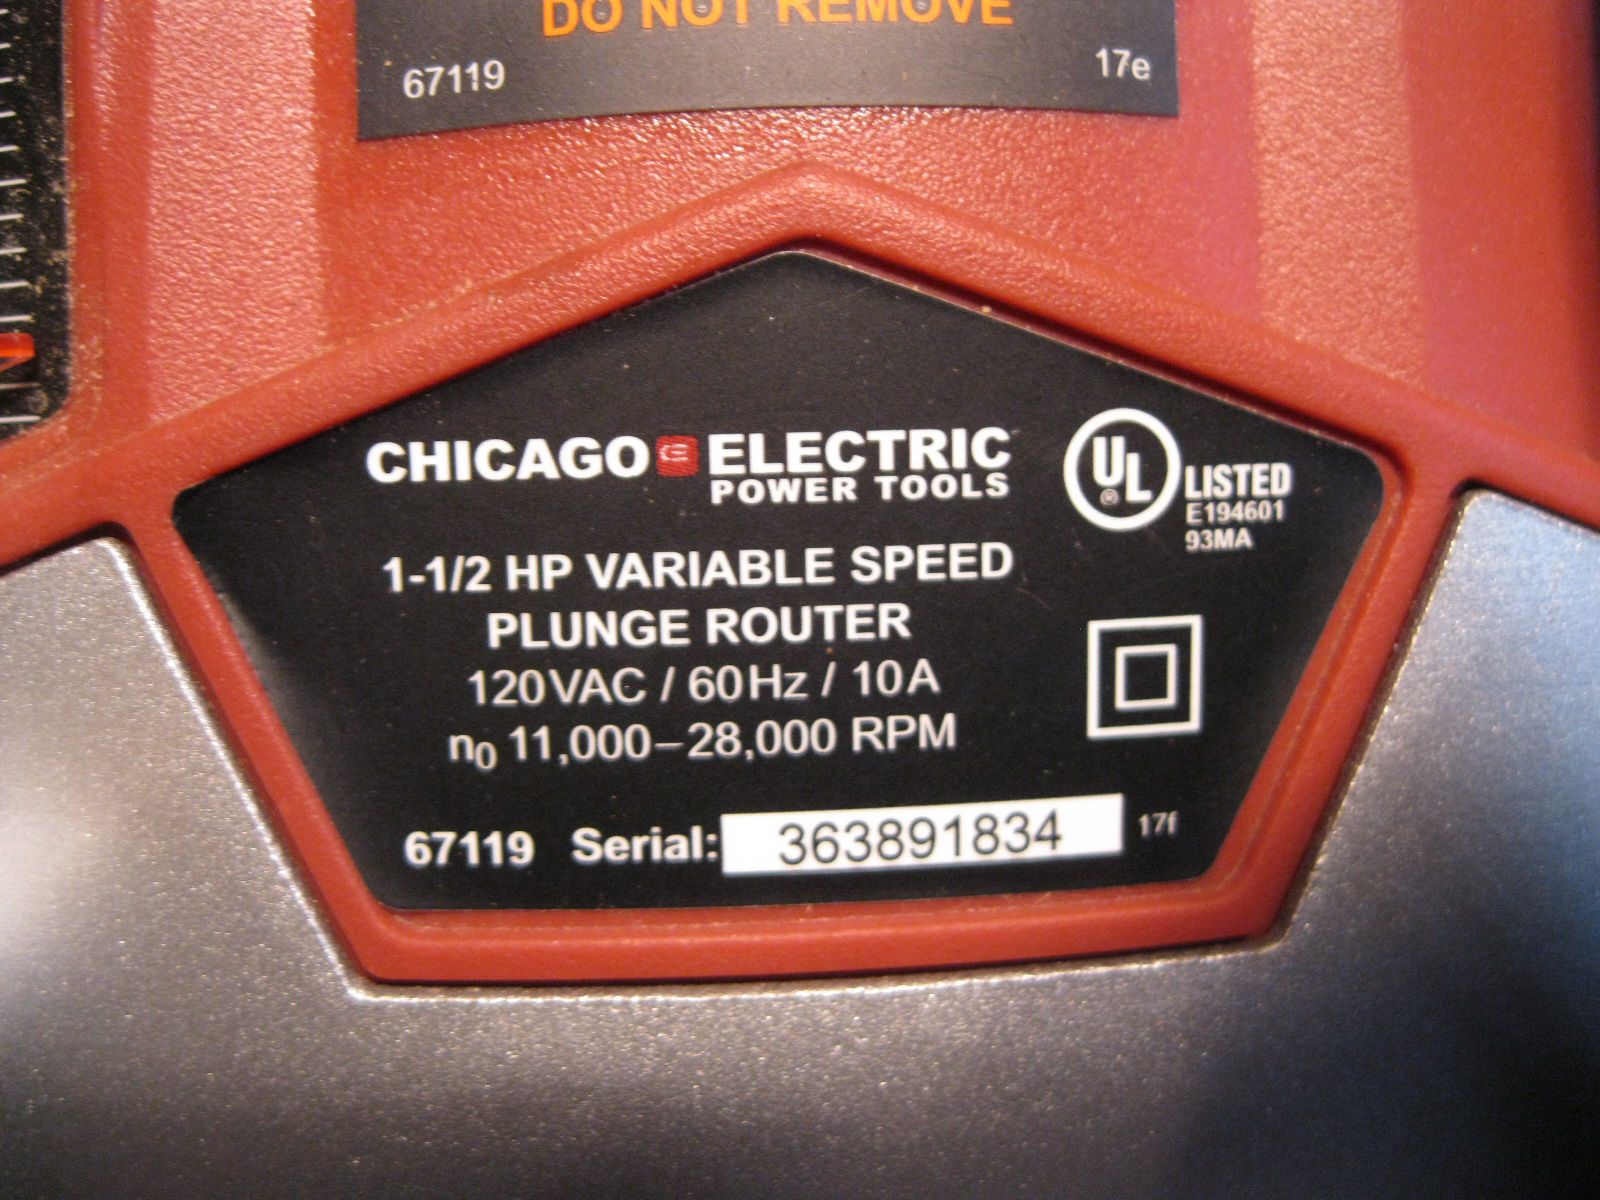 DO NOT REMOVE
67119 17e
CHICAGO CE ELECTRIC
POWER TOOLS
UL ® LISTED
E194601
93MA
1-1/2 HP VARIABLE SPEED
PLUNGE ROUTER
120VAC / 60Hz / 10A
n0 11,000–28,000 RPM
67119 Serial: 363891834 17f